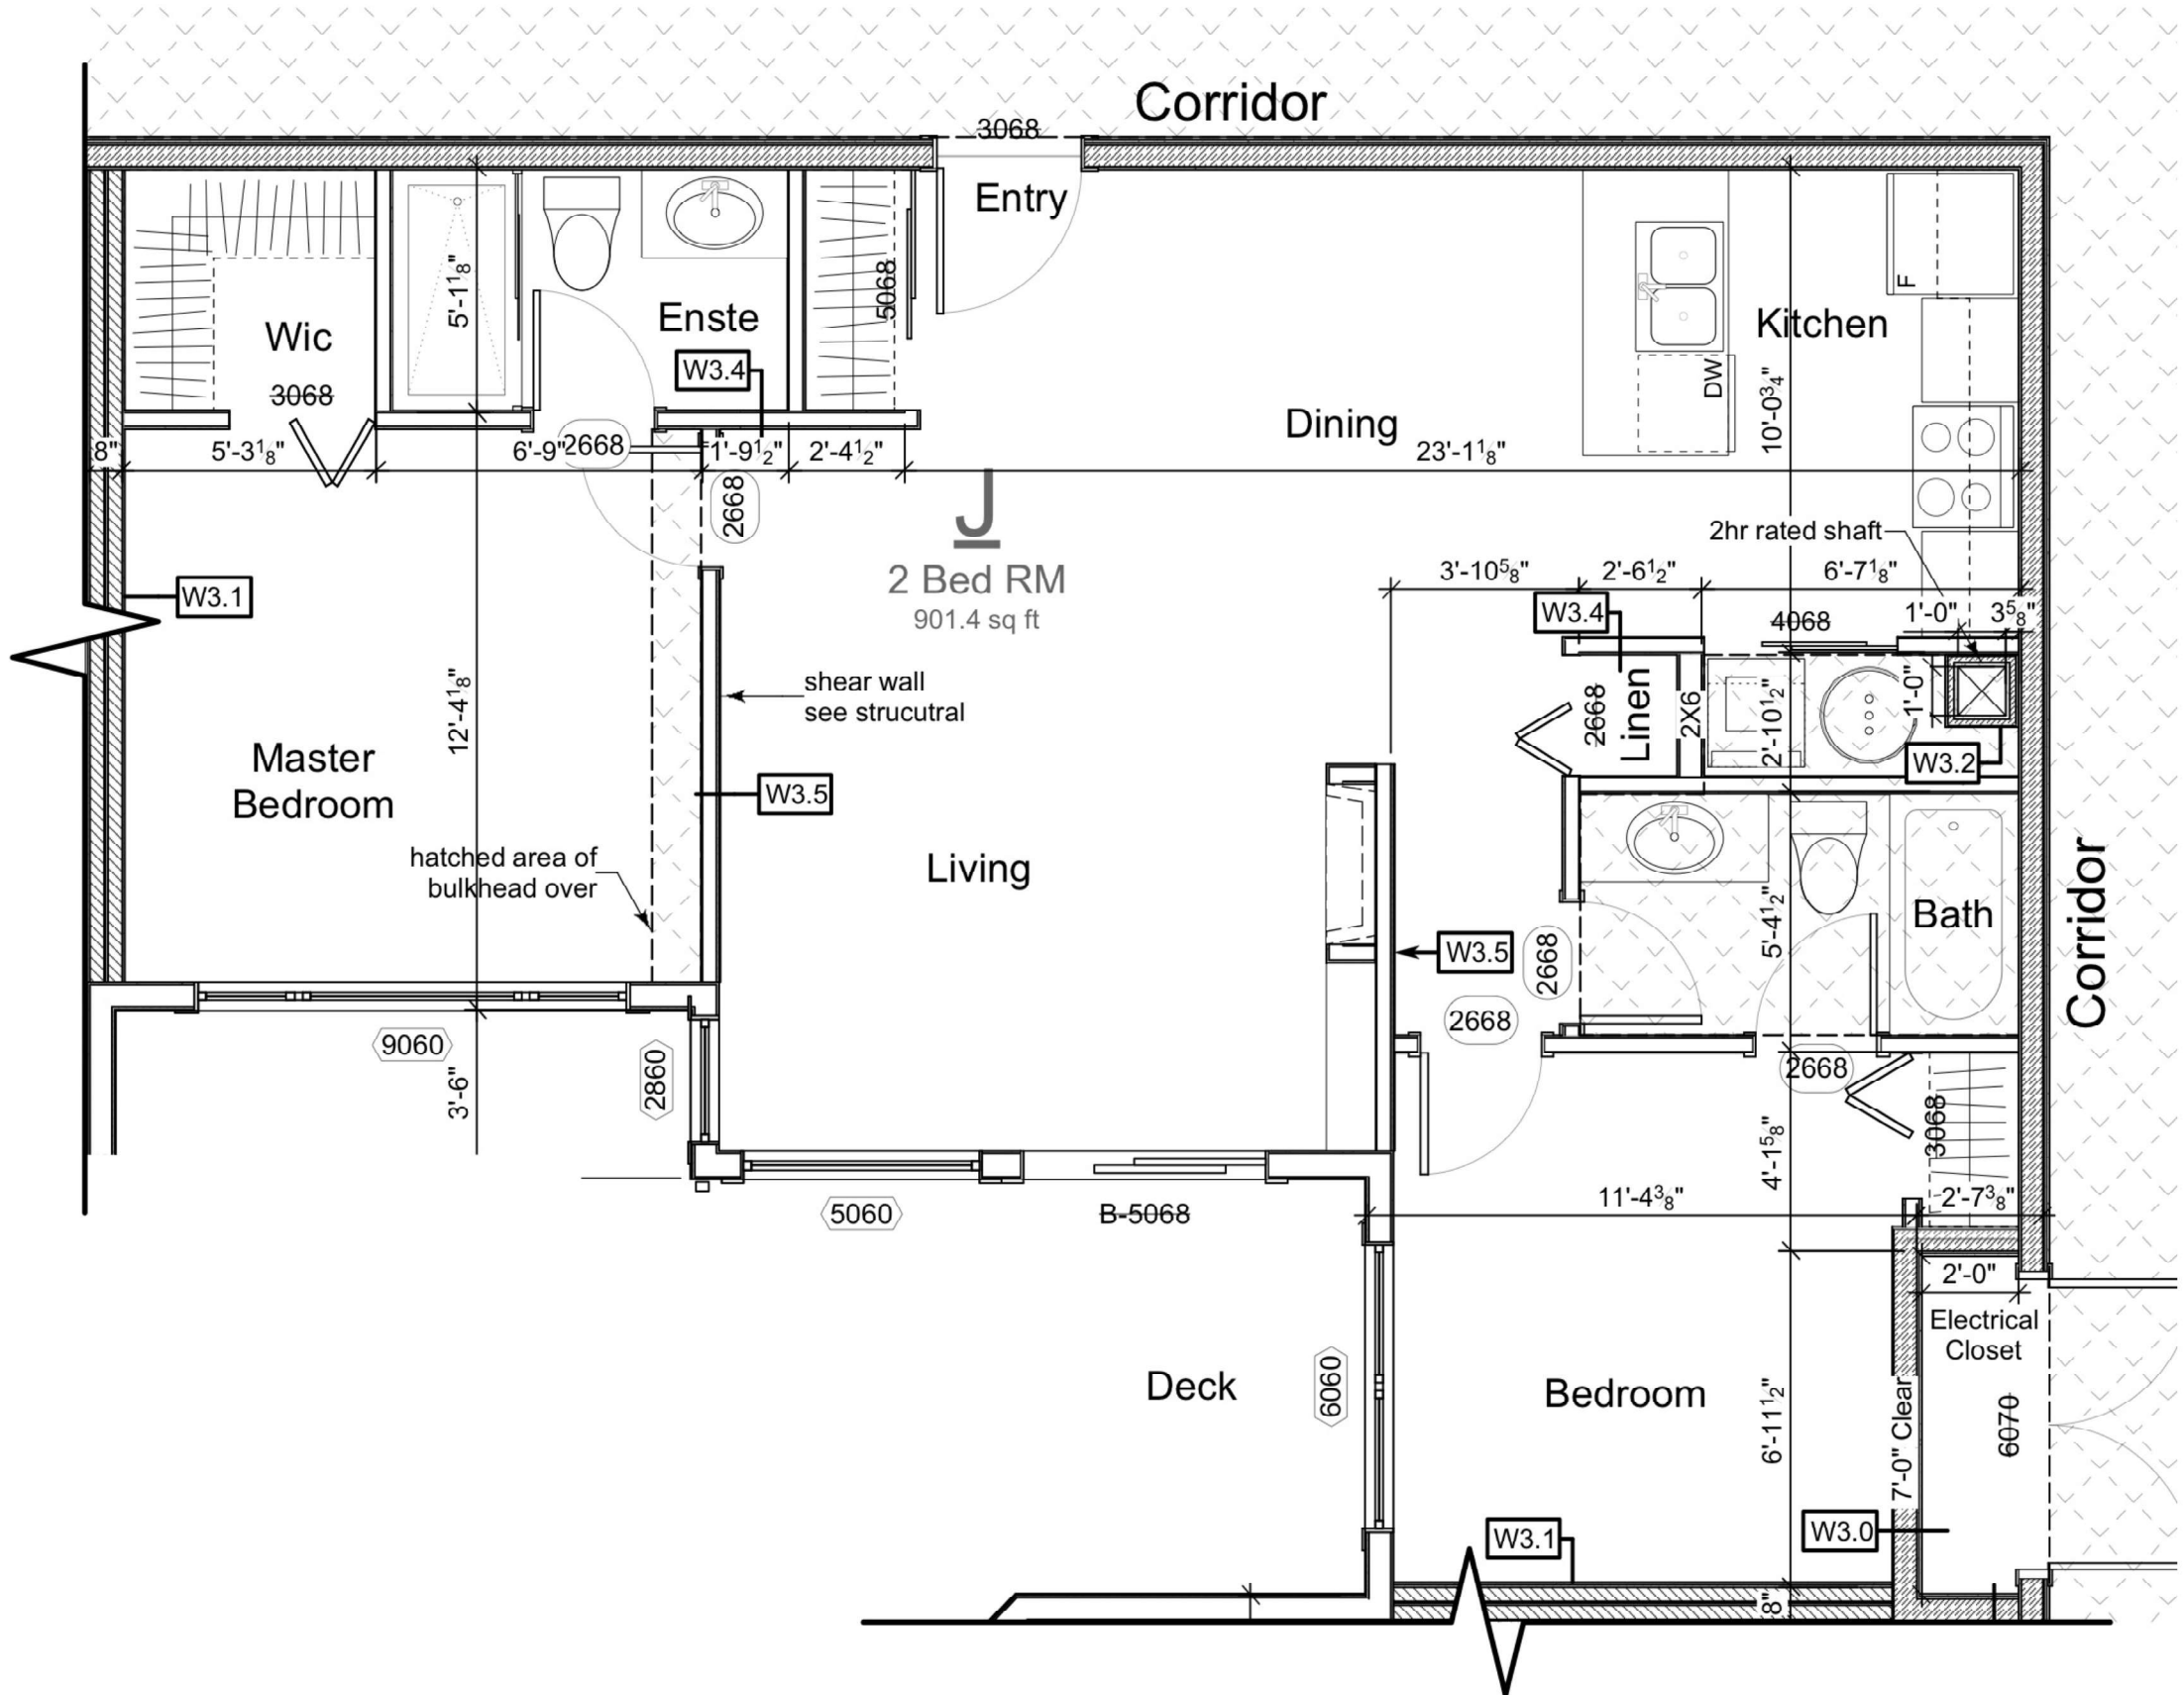 Corridor
3068
Entry
F
5'-1 1/8"
Enste
5068
Wic
W3.4
Kitchen
3068
DW
10'-0 3/4"
Dining
8"
5'-3 1/8"
6'-9"
2668
1'-9 1/2"
2'-4 1/2"
23'-1 1/8"
2668
J
2 Bed RM
901.4 sq ft
2hr rated shaft
3'-10 5/8"
2'-6 1/2"
6'-7 1/8"
W3.1
W3.4
4068
1'-0"
3 5/8"
12'-4 1/8"
shear wall
see strucutral
2668
Linen
2X6
2'-10 1/2"
1'-0"
W3.2
Master
Bedroom
W3.5
hatched area of
bulkhead over
Living
5'-4 1/2"
Bath
Corridor
W3.5
2668
2668
9060
3'-6"
2860
2668
3068
4'-1 5/8"
5060
B-5068
11'-4 3/8"
2'-7 3/8"
2'-0"
Electrical
Closet
Deck
6060
Bedroom
6'-11 1/2"
7'-0" Clear
6070
W3.1
W3.0
8"